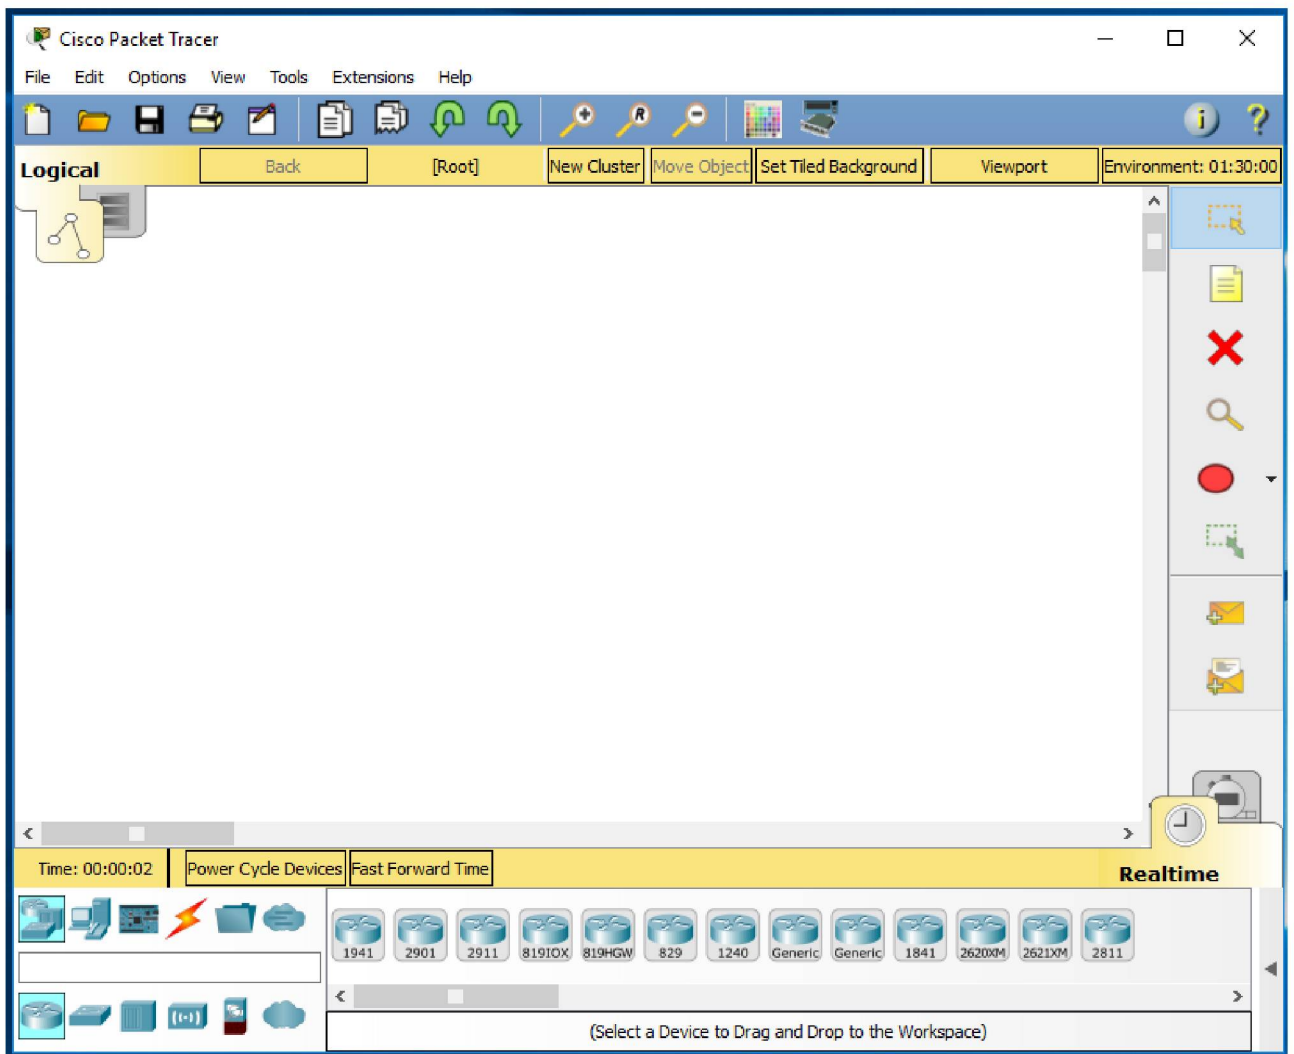 Cisco Packet Tracer
File Edit Options View Tools Extensions Help
R i ?
Logical Back [Root] New Cluster Move Object Set Tiled Background Viewport Environment: 01:30:00
Time: 00:00:02 Power Cycle Devices Fast Forward Time Realtime
1941 2901 2911 819IOX 819HGW 829 1240 Generic Generic 1841 2620XM 2621XM 2811
(Select a Device to Drag and Drop to the Workspace)